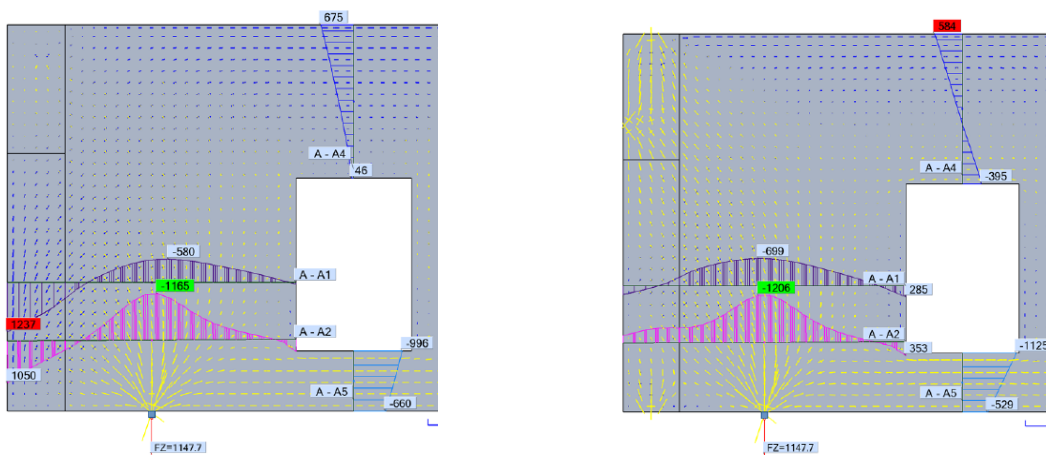 675
A - A4
46
-580
A - A1
-1165
1237
A - A2
-996
1050
A - A5
-660
FZ=1147.7
584
A - A4
-395
-699
A - A1
285
-1206
A - A2
353
-1125
A - A5
-529
FZ=1147.7